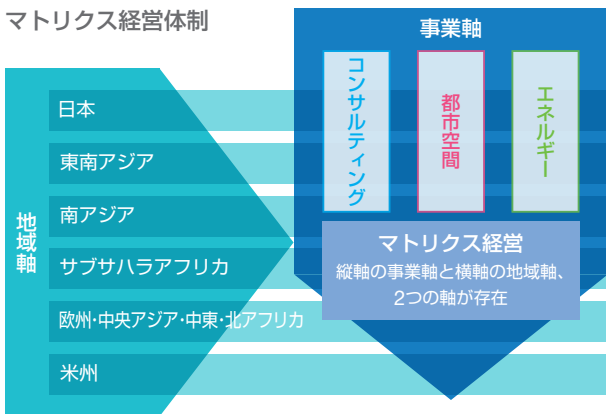 マトリクス経営体制
事業軸
コンサルティング
都市空間
エネルギー
地域軸
日本
東南アジア
南アジア
サブサハラアフリカ
欧州・中央アジア・中東・北アフリカ
米州
マトリクス経営
縦軸の事業軸と横軸の地域軸、
2つの軸が存在